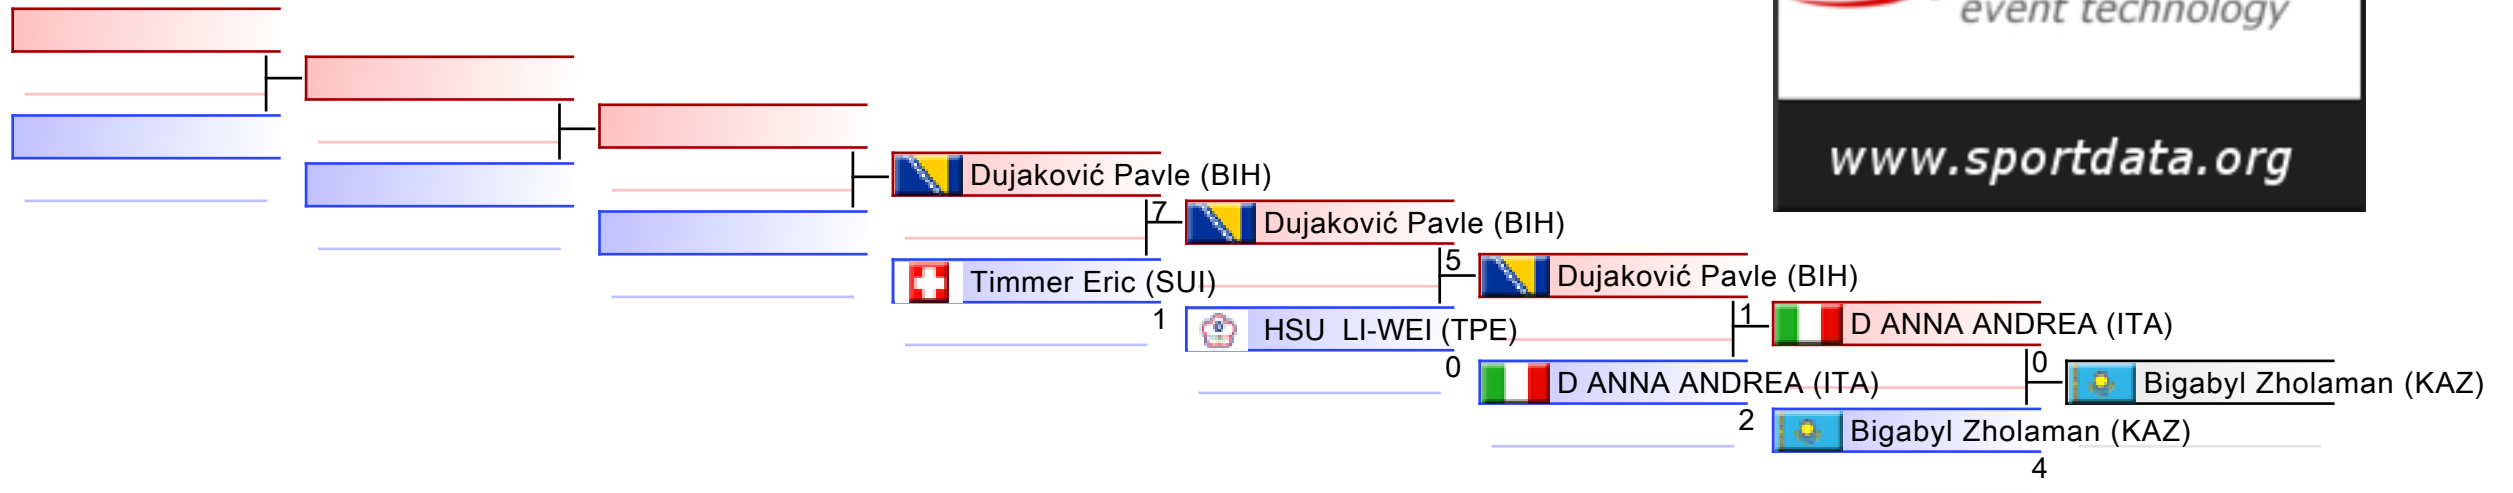 event technology
www.sportdata.org
Dujaković Pavle (BIH)
7
Dujaković Pavle (BIH)
5
Timmer Eric (SUI)
Dujaković Pavle (BIH)
1
HSU LI-WEI (TPE)
1
D ANNA ANDREA (ITA)
0
0
D ANNA ANDREA (ITA)
Bigabyl Zholaman (KAZ)
2
Bigabyl Zholaman (KAZ)
4